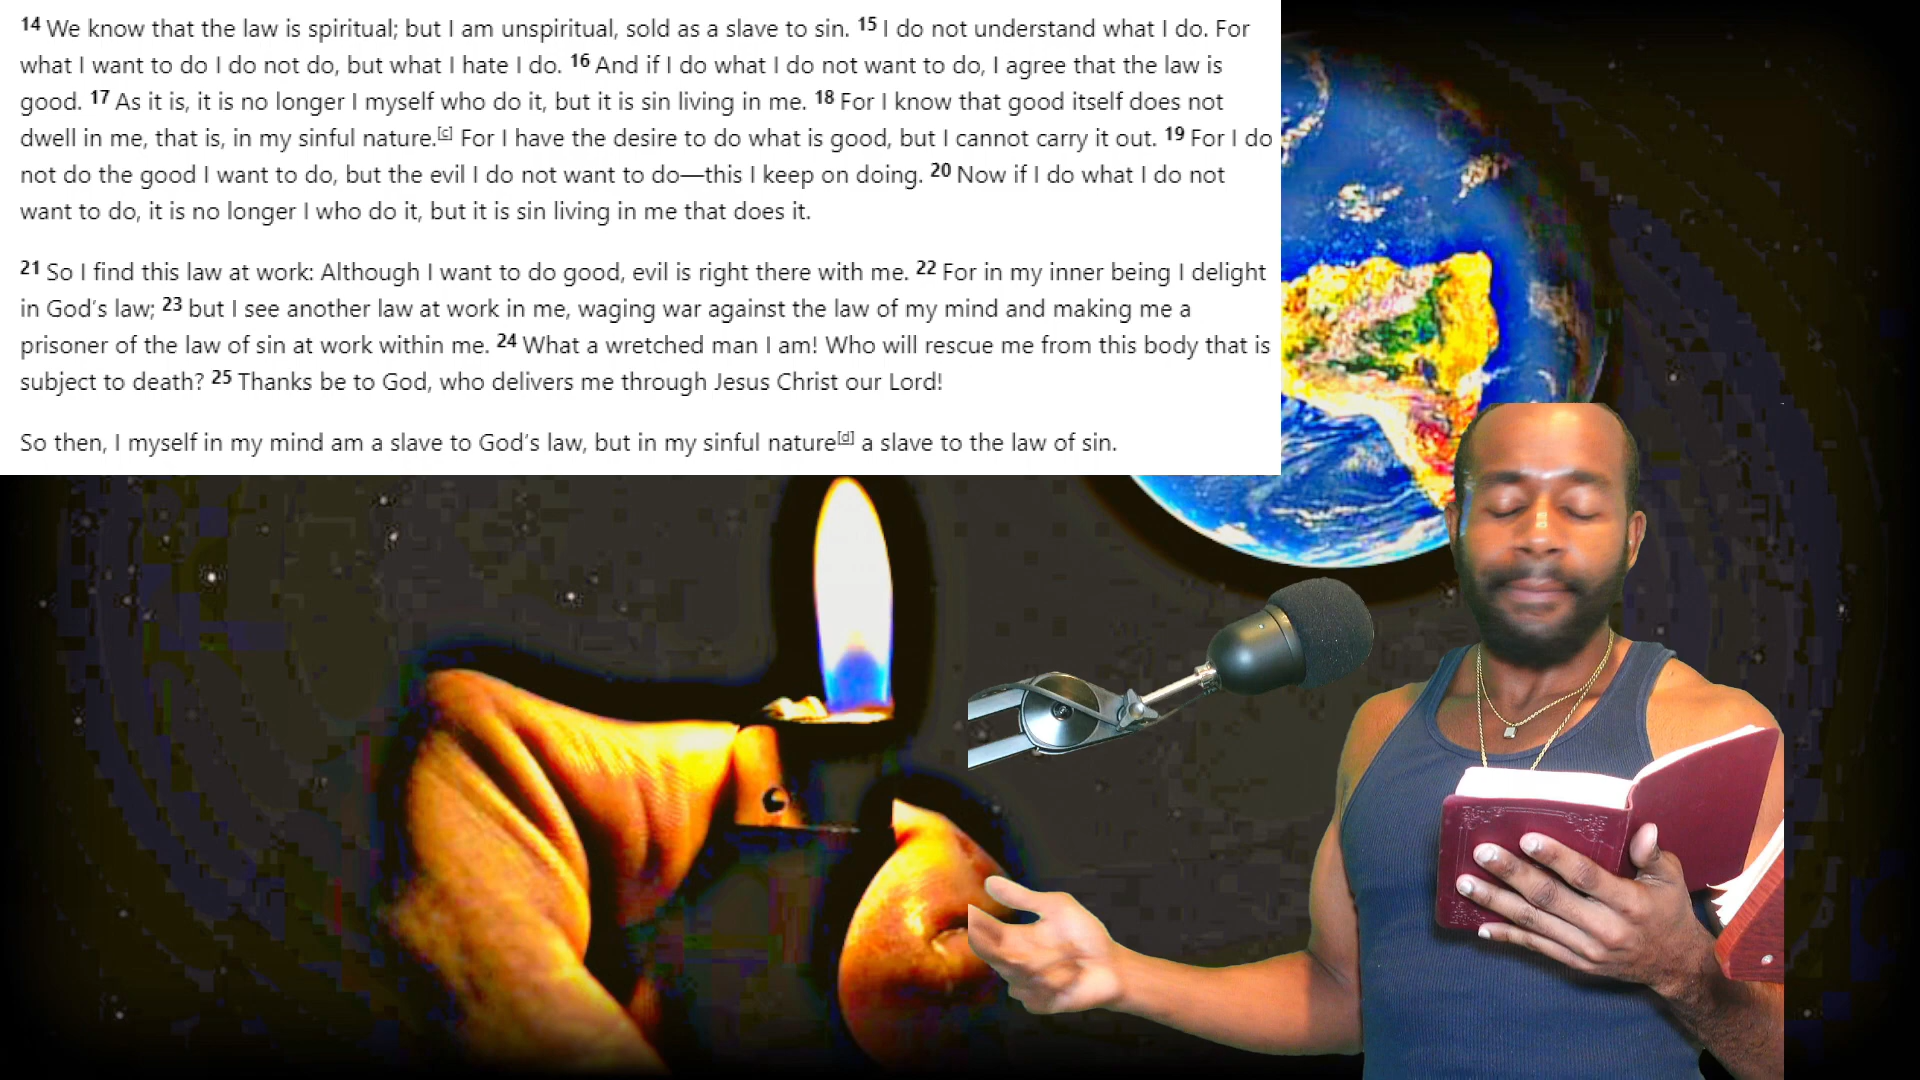 14 We know that the law is spiritual; but I am unspiritual, sold as a slave to sin. 15 I do not understand what I do. For
what I want to do I do not do, but what I hate I do. 16 And if I do what I do not want to do, I agree that the law is
good. 17 As it is, it is no longer I myself who do it, but it is sin living in me. 18 For I know that good itself does not
dwell in me, that is, in my sinful nature.[c] For I have the desire to do what is good, but I cannot carry it out. 19 For I do
not do the good I want to do, but the evil I do not want to do—this I keep on doing. 20 Now if I do what I do not
want to do, it is no longer I who do it, but it is sin living in me that does it.
21 So I find this law at work: Although I want to do good, evil is right there with me. 22 For in my inner being I delight
in God's law; 23 but I see another law at work in me, waging war against the law of my mind and making me a
prisoner of the law of sin at work within me. 24 What a wretched man I am! Who will rescue me from this body that is
subject to death? 25 Thanks be to God, who delivers me through Jesus Christ our Lord!
So then, I myself in my mind am a slave to God's law, but in my sinful nature[d] a slave to the law of sin.